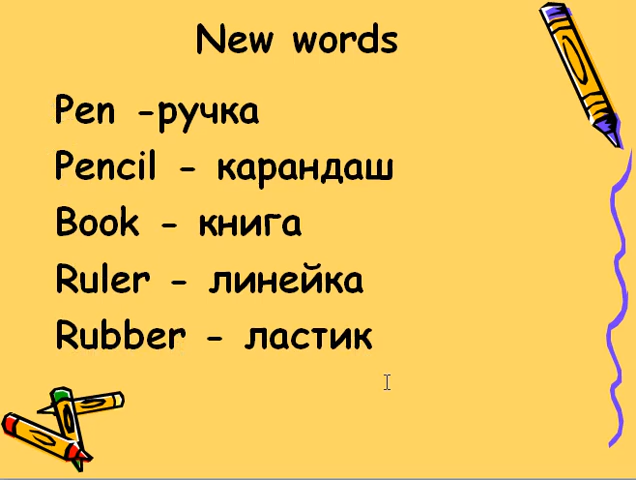 New words
Pen -ручка
Pencil - карандаш
Book - книга
Ruler - линейка
Rubber - ластик